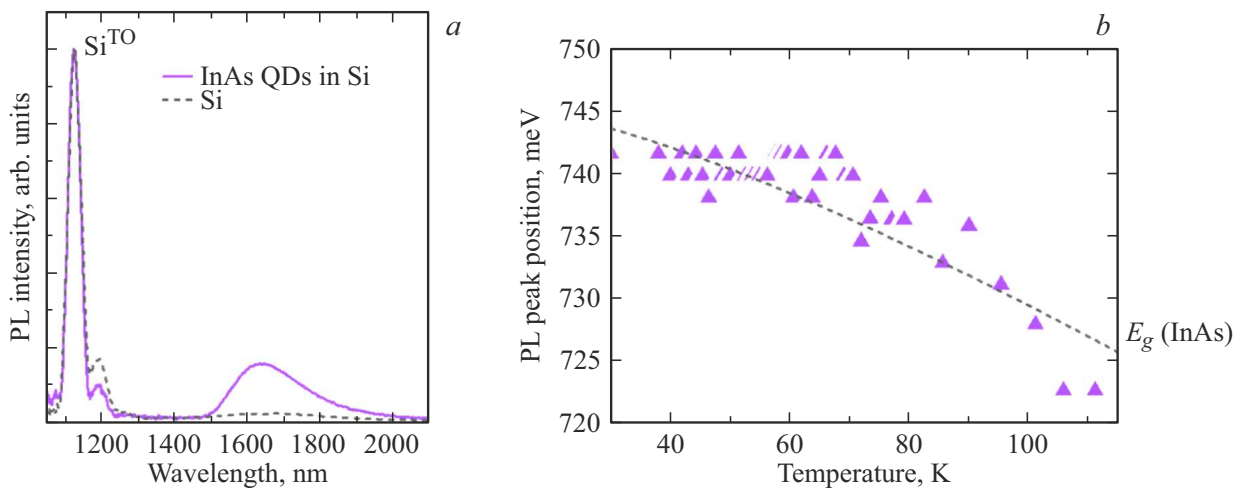 a
Si^TO
InAs QDs in Si
Si
PL intensity, arb. units
1200 1400 1600 1800 2000
Wavelength, nm
b
750
745
740
735
730
725
720
PL peak position, meV
E_g (InAs)
40 60 80 100
Temperature, K